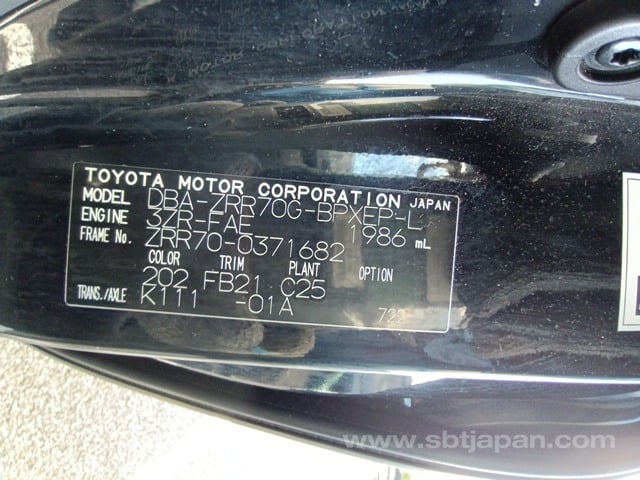 TOYOTA MOTOR CORPORATION JAPAN
MODEL DBA-ZRR70G-BPXEP-L
ENGINE 3ZR-FAE 1986 mL
FRAME No. ZRR70-0371682
COLOR TRIM PLANT OPTION
202 FB21 C25
TRANS./AXLE K111 -01A
www.sbtjapan.com